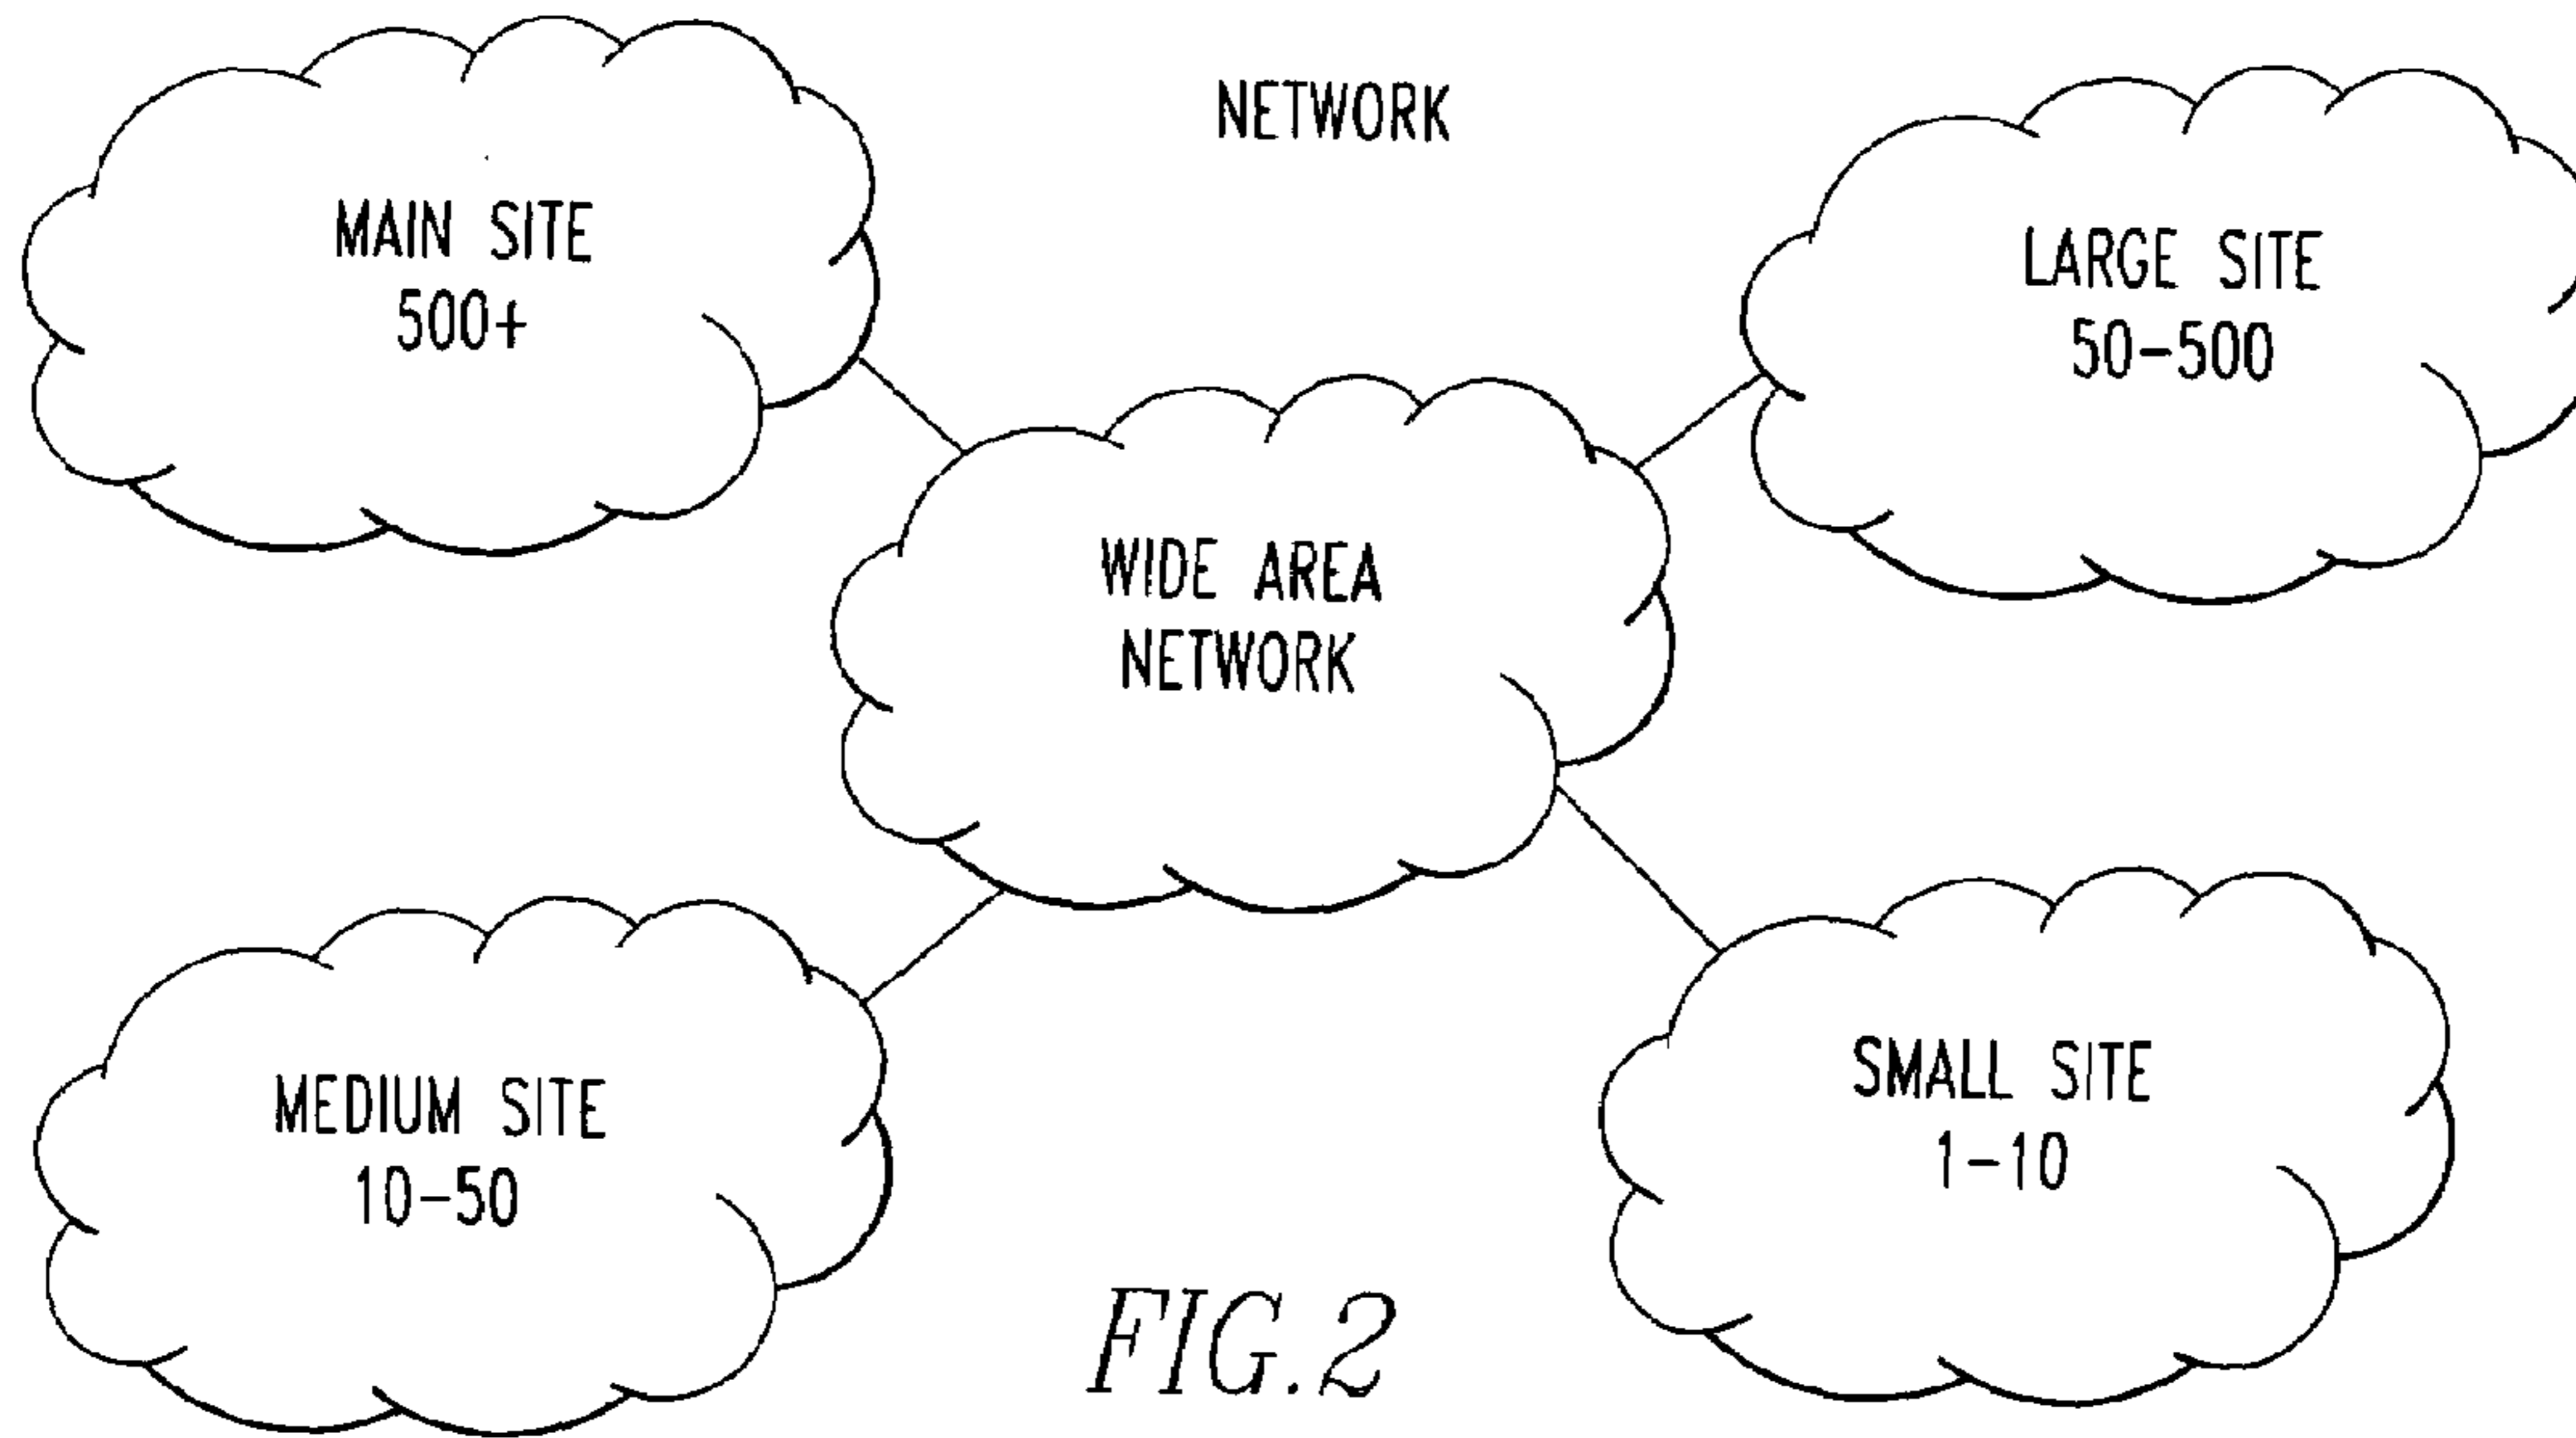 NETWORK
MAIN SITE
500+
LARGE SITE
50-500
WIDE AREA
NETWORK
MEDIUM SITE
10-50
SMALL SITE
1-10
FIG.2